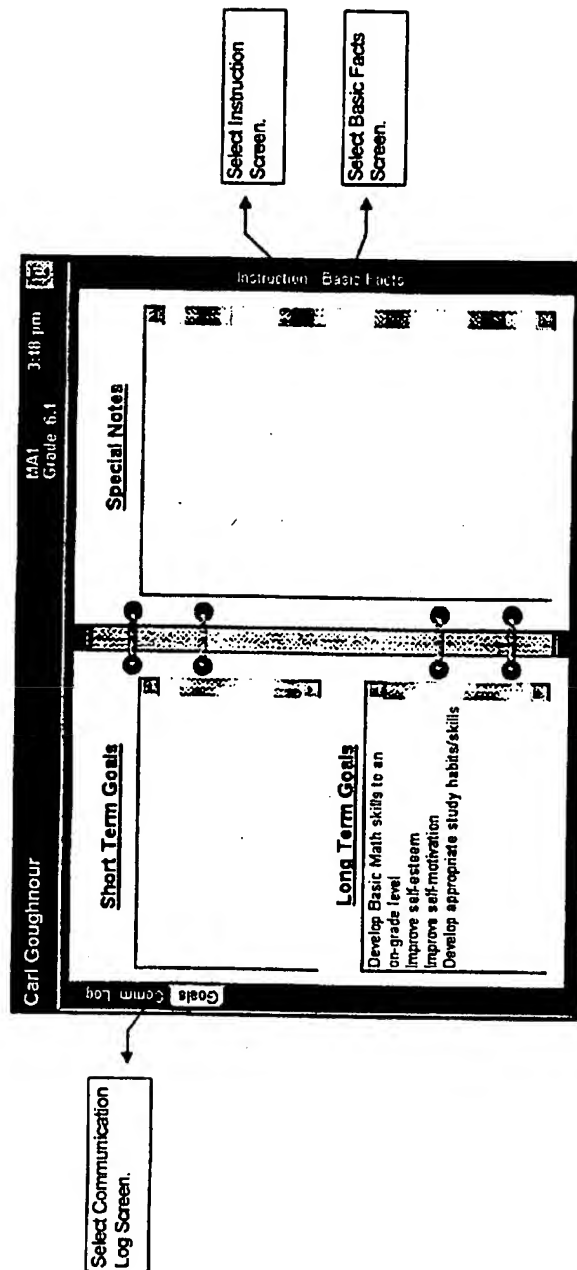 Carl Goughnour
MA1
Grade 6.1
3:48 pm
Goals
Comm Log
Short Term Goals
Long Term Goals
Develop Basic Math skills to an
on-grade level
Improve self-esteem
Improve self-motivation
Develop appropriate study habits/skills
Special Notes
Instruction
Basic Facts
Select Communication
Log Screen.
Select Instruction
Screen.
Select Basic Facts
Screen.